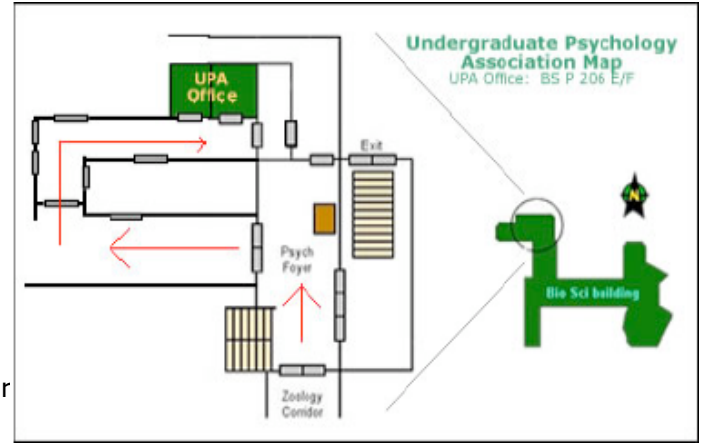 Undergraduate Psychology
Association Map
UPA Office: BS P 206 E/F
UPA
Office
Exit
N
Psych
Foyer
Bio Sci building
r
Zoology
Corridor